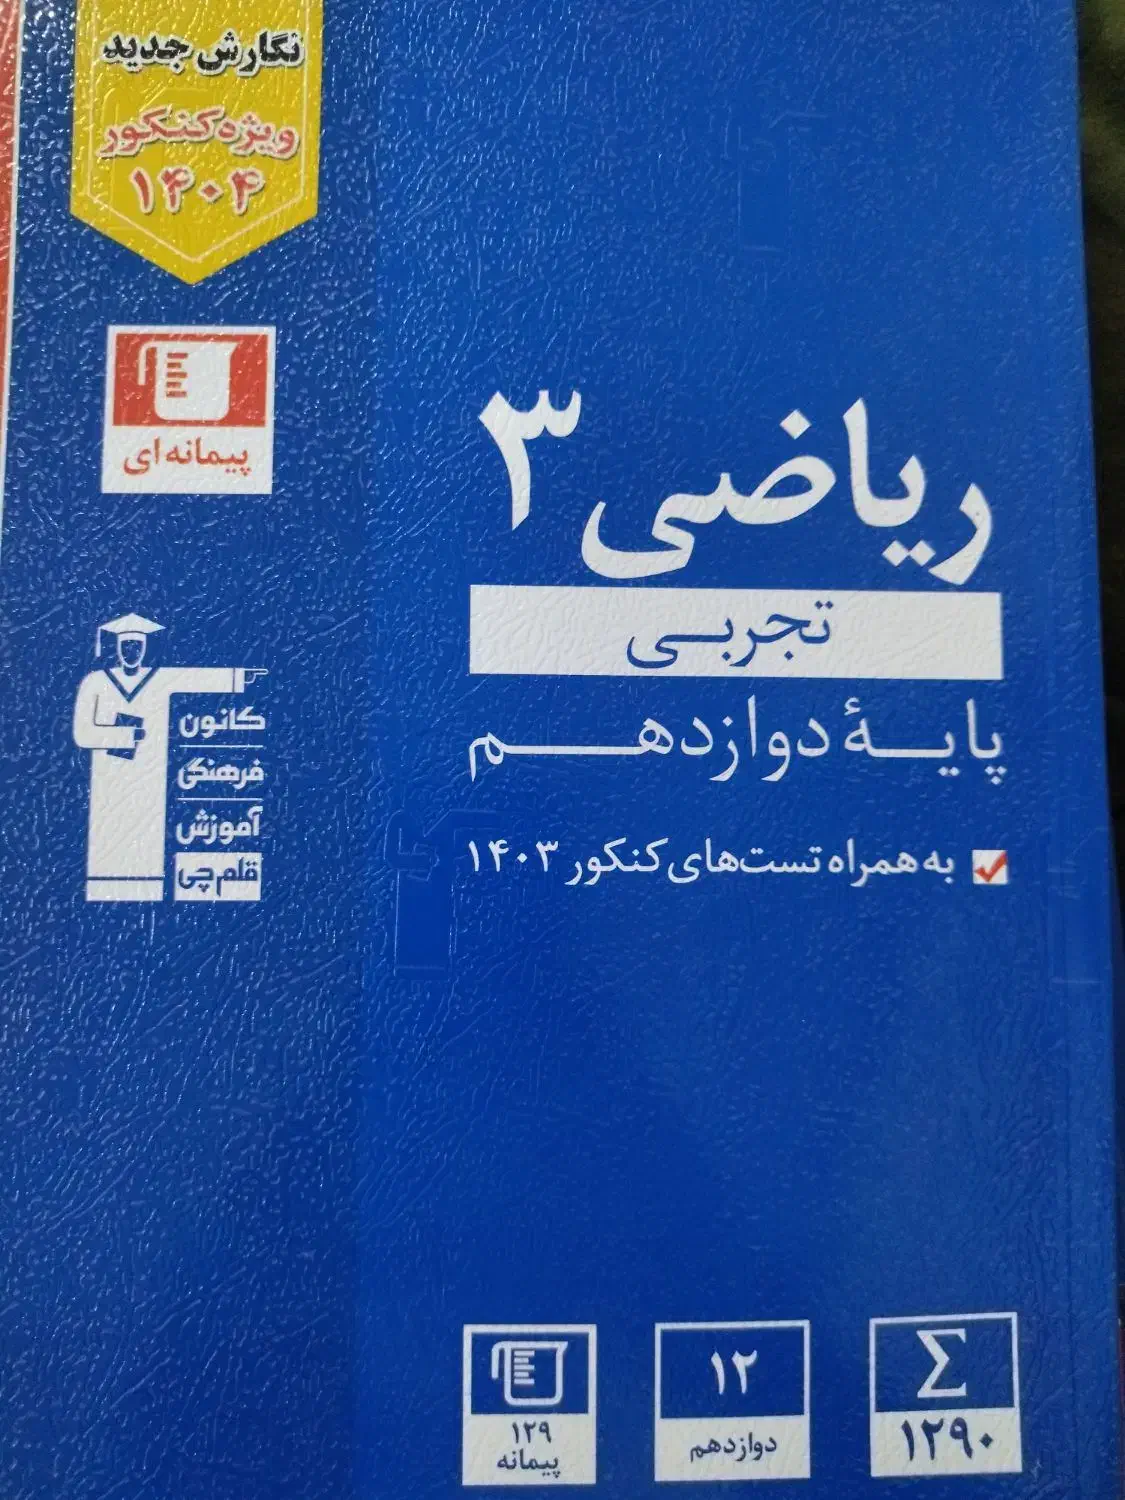 نگارش جدید
ویژه کنکور
۱۴۰۴
پیمانه‌ای
ریاضی ۳
تجربی
پایهٔ دوازدهم
به همراه تست‌های کنکور ۱۴۰۳
کانون
فرهنگی
آموزش
قلم‌چی
Σ
۱۲۹۰
۱۲
دوازدهم
۱۲۹
پیمانه